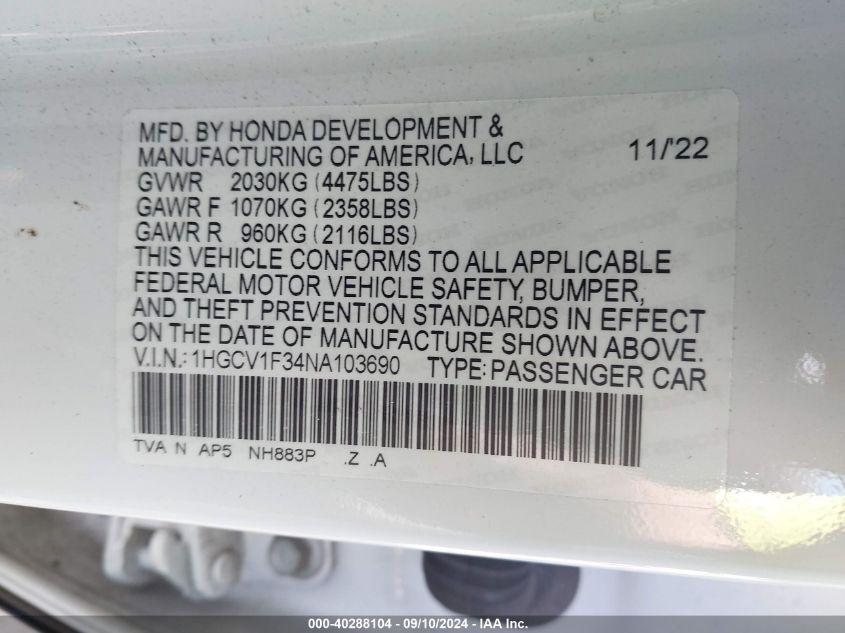 MFD. BY HONDA DEVELOPMENT &
MANUFACTURING OF AMERICA, LLC 11/'22
GVWR 2030KG (4475LBS)
GAWR F 1070KG (2358LBS)
GAWR R 960KG (2116LBS)
THIS VEHICLE CONFORMS TO ALL APPLICABLE
FEDERAL MOTOR VEHICLE SAFETY, BUMPER,
AND THEFT PREVENTION STANDARDS IN EFFECT
ON THE DATE OF MANUFACTURE SHOWN ABOVE.
V.I.N.: 1HGCV1F34NA103690 TYPE: PASSENGER CAR
TVA N AP5 NH883P .Z .A
000-40288104 - 09/10/2024 - IAA Inc.